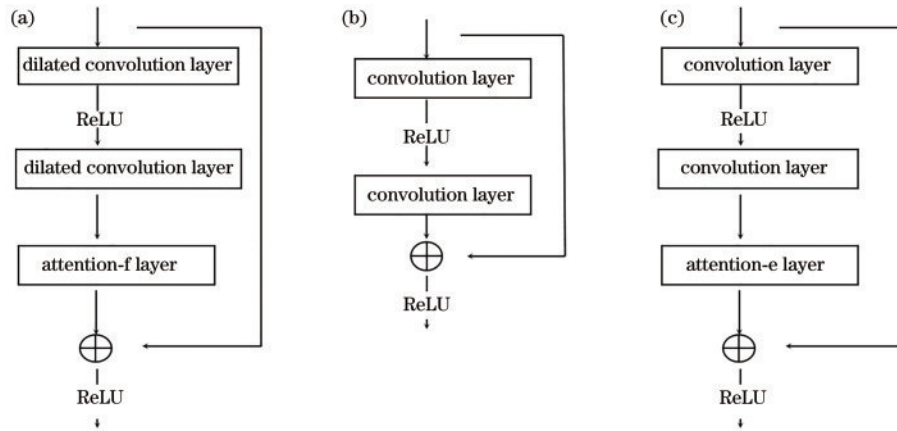 (a)
dilated convolution layer
ReLU
dilated convolution layer
attention-f layer
ReLU
(b)
convolution layer
ReLU
convolution layer
ReLU
(c)
convolution layer
ReLU
convolution layer
attention-e layer
ReLU